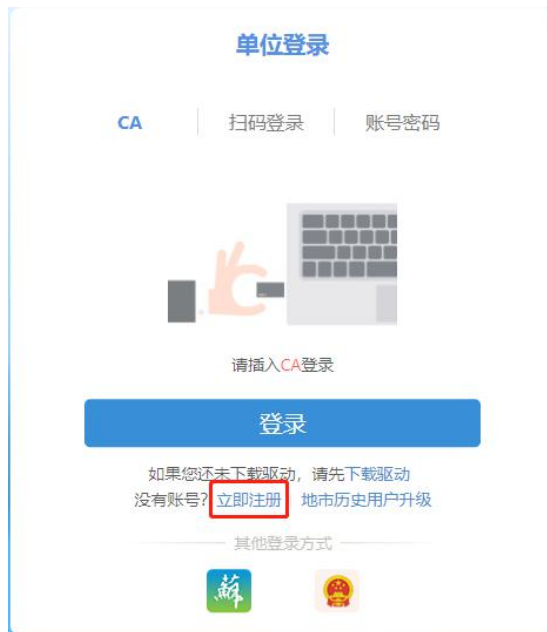 单位登录
CA 扫码登录 账号密码
请插入CA登录
登录
如果您还未下载驱动，请先下载驱动
没有账号？立即注册 地市历史用户升级
其他登录方式
蘇